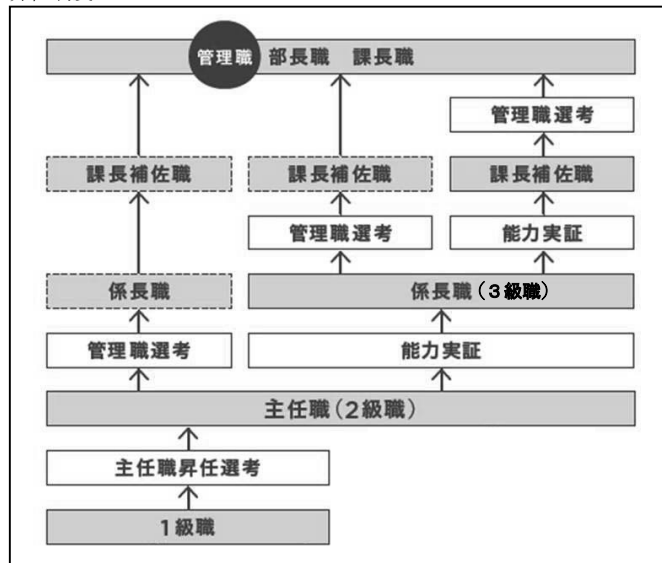 管理職 部長職 課長職
管理職選考
課長補佐職 課長補佐職 課長補佐職
管理職選考 能力実証
係長職 係長職(3級職)
管理職選考 能力実証
主任職(2級職)
主任職昇任選考
1級職